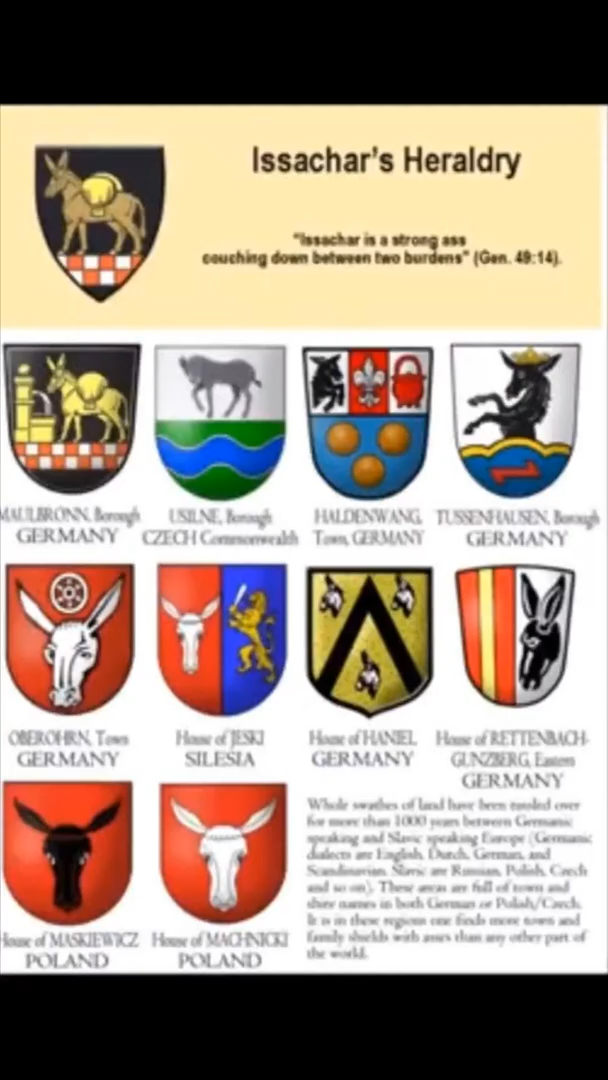 Issachar's Heraldry
"Issachar is a strong ass
couching down between two burdens" (Gen. 49:14).
MAULBRONN, Borough
GERMANY
USILNE, Borough
CZECH Commonwealth
HALDENWANG,
Town, GERMANY
TUSSENHAUSEN, Borough
GERMANY
OBEROHRN, Town
GERMANY
House of JESKI
SILESIA
House of HANIEL
GERMANY
House of RETTENBACH-
GUNZBERG, Eastern
GERMANY
House of MASKIEWICZ
POLAND
House of MACHNICKI
POLAND
Whole swathes of land have been tusled over
for more than 1000 years between Germanic
speaking and Slavic speaking Europe (Germanic
dialects are English, Dutch, German, and
Scandinavian. Slavic are Russian, Polish, Czech
and so on). These areas are full of town and
shire names in both German or Polish/Czech.
It is in these regions one finds more town and
family shields with asses than any other part of
the world.